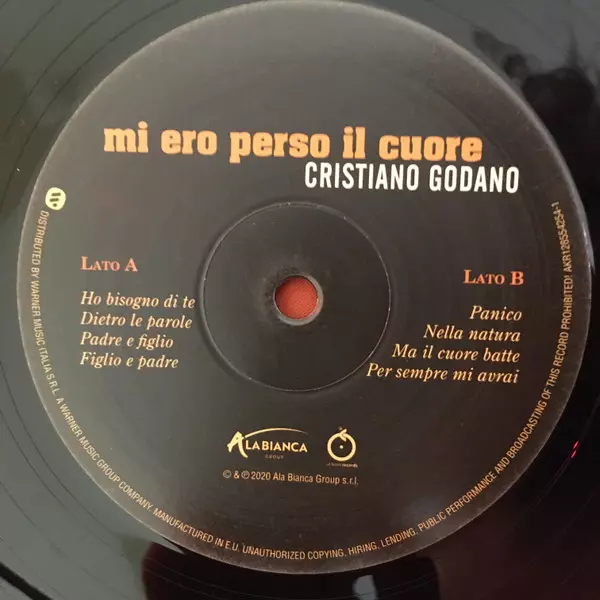 mi ero perso il cuore
CRISTIANO GODANO
LATO A
Ho bisogno di te
Dietro le parole
Padre e figlio
Figlio e padre
LATO B
Panico
Nella natura
Ma il cuore batte
Per sempre mi avrai
ALABIANCA
GROUP
© & ℗ 2020 Ala Bianca Group s.r.l.
DISTRIBUTED BY WARNER MUSIC ITALIA S.R.L. A WARNER MUSIC GROUP COMPANY. MANUFACTURED IN E.U. UNAUTHORIZED COPYING, HIRING, LENDING, PUBLIC PERFORMANCE AND BROADCASTING OF THIS RECORD PROHIBITED! AKR128554254-1